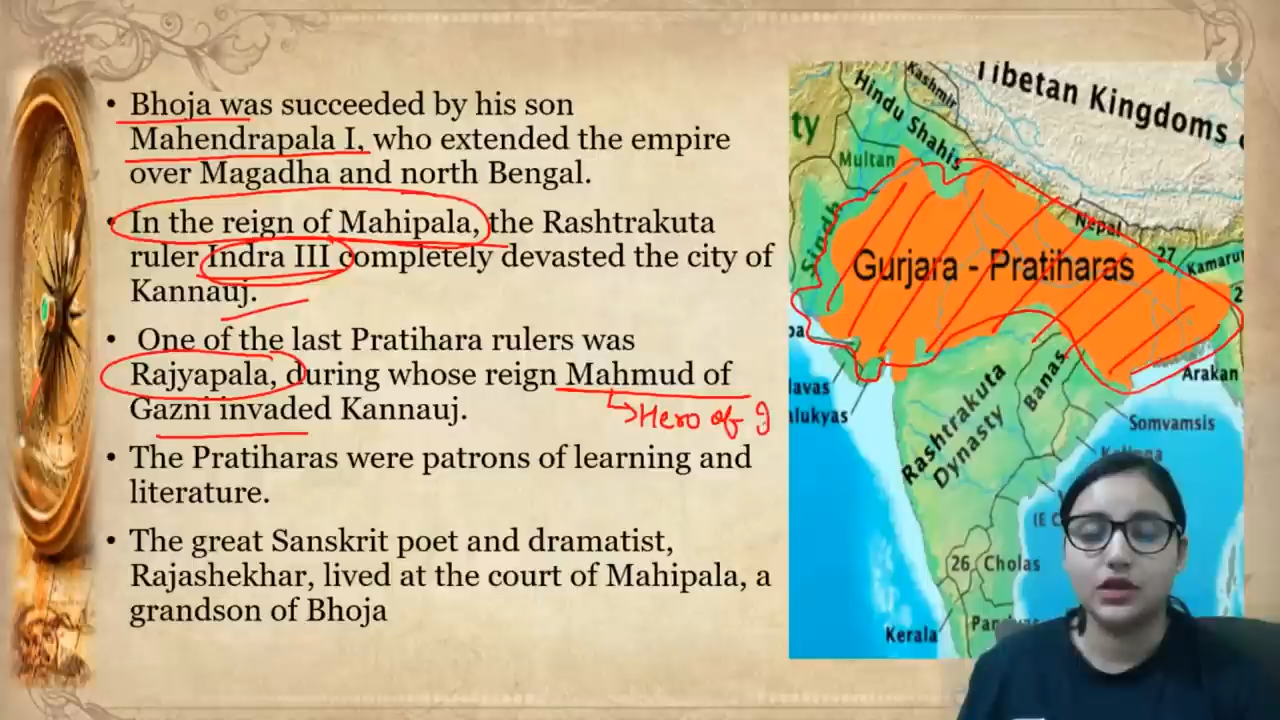 • Bhoja was succeeded by his son
Mahendrapala I, who extended the empire
over Magadha and north Bengal.
• In the reign of Mahipala, the Rashtrakuta
ruler Indra III completely devasted the city of
Kannauj.
• One of the last Pratihara rulers was
Rajyapala, during whose reign Mahmud of
Gazni invaded Kannauj.
Hero of
• The Pratiharas were patrons of learning and
literature.
• The great Sanskrit poet and dramatist,
Rajashekhar, lived at the court of Mahipala, a
grandson of Bhoja
Tibetan Kingdoms
Kashmir
Hindu Shahis
ty
Multan
Sindh
Nepal
27
Kamaru
Gurjara - Pratiharas
2
Arakan
Rashtrakuta
Dynasty
Banas
Somvamsis
lavas
alukyas
(E C
26
Cholas
Kerala